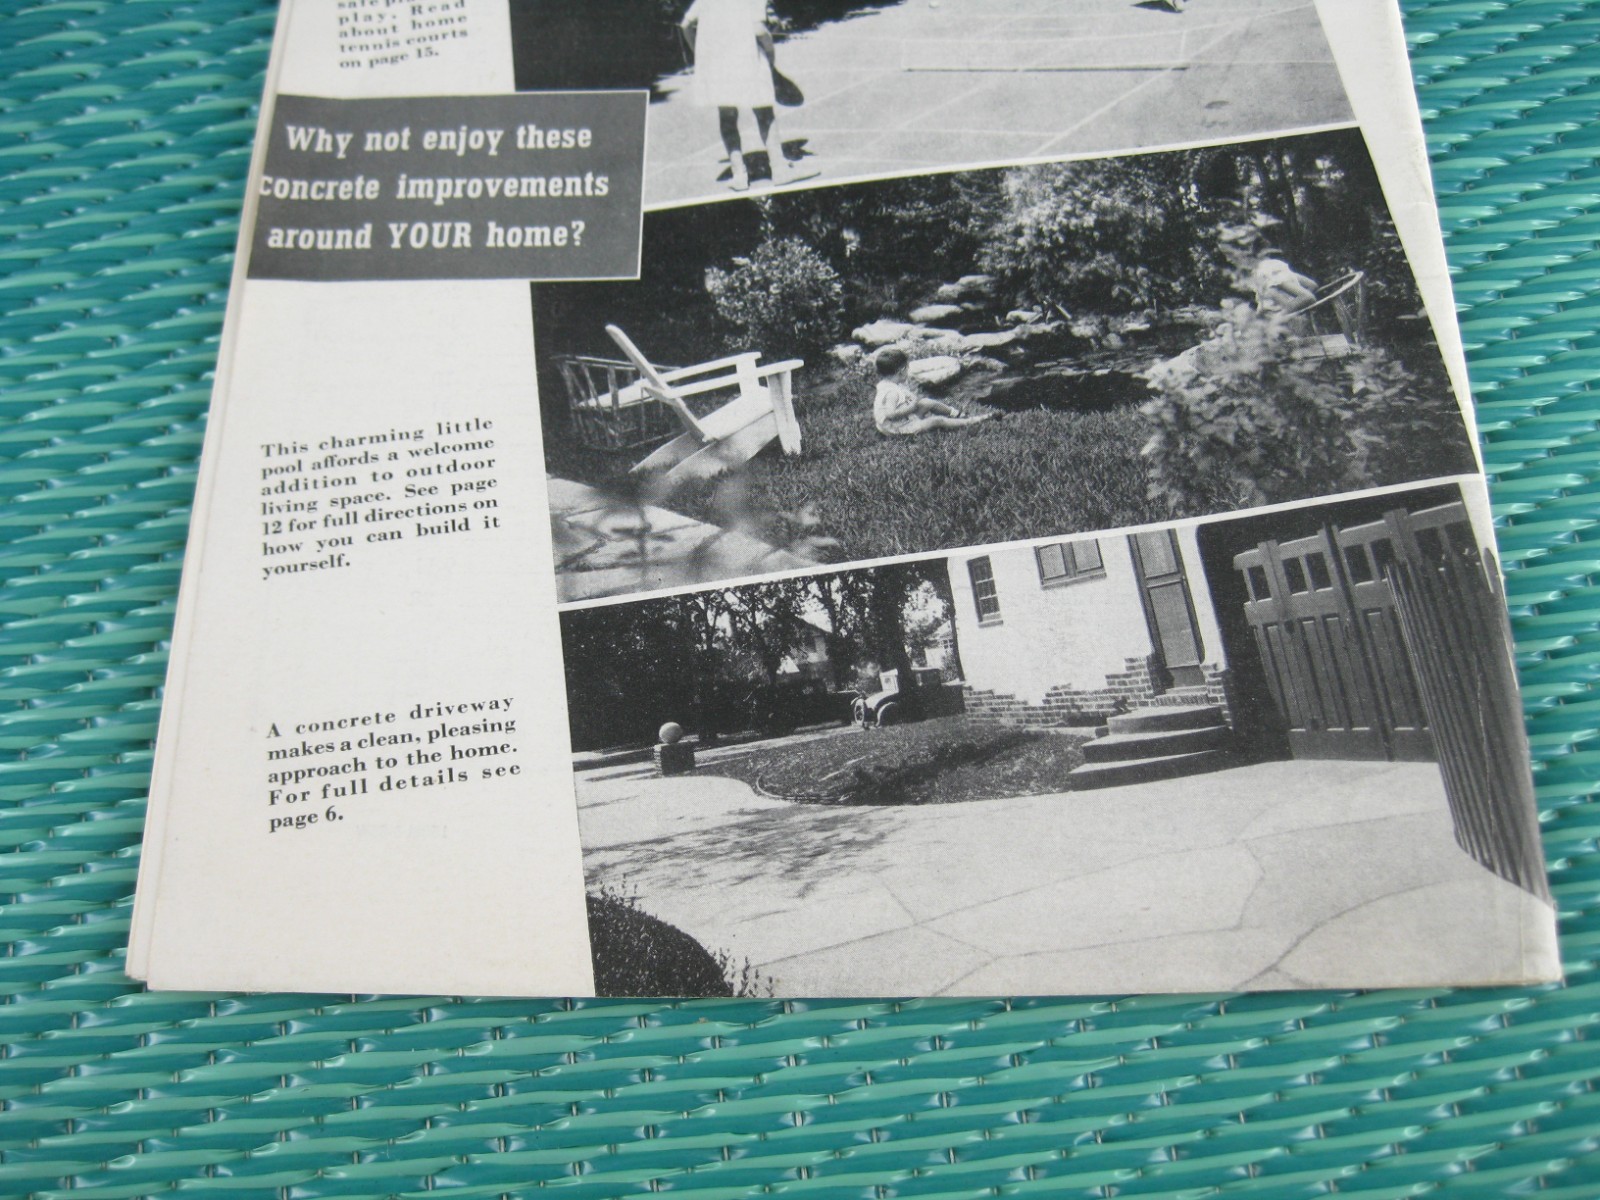 play. Read
about home
tennis courts
on page 15.
Why not enjoy these
concrete improvements
around YOUR home?
This charming little
pool affords a welcome
addition to outdoor
living space. See page
12 for full directions on
how you can build it
yourself.
A concrete driveway
makes a clean, pleasing
approach to the home.
For full details see
page 6.